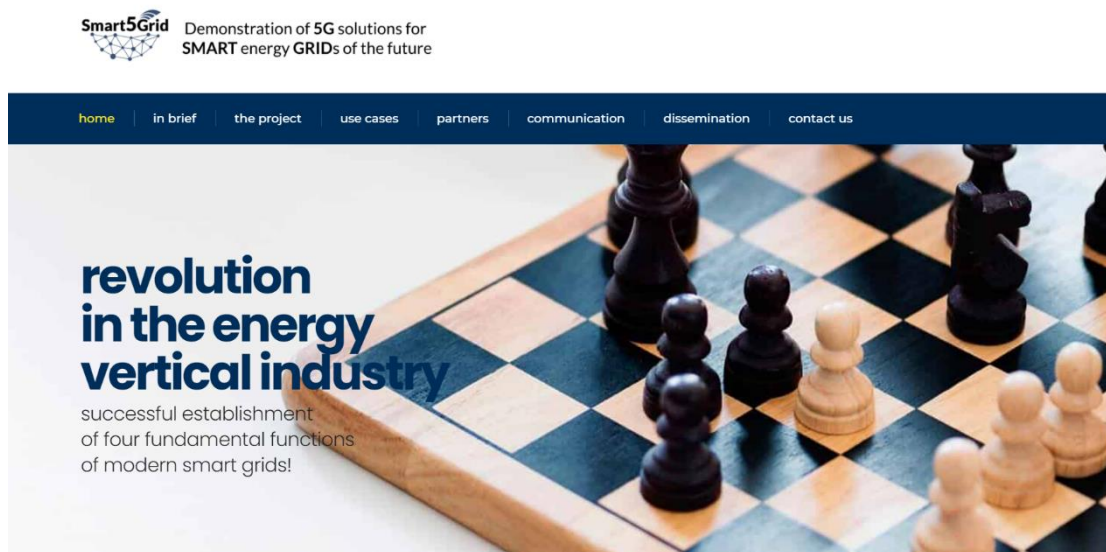 Smart5Grid
Demonstration of 5G solutions for
SMART energy GRIDs of the future
home
in brief
the project
use cases
partners
communication
dissemination
contact us
revolution
in the energy
vertical industry
successful establishment
of four fundamental functions
of modern smart grids!